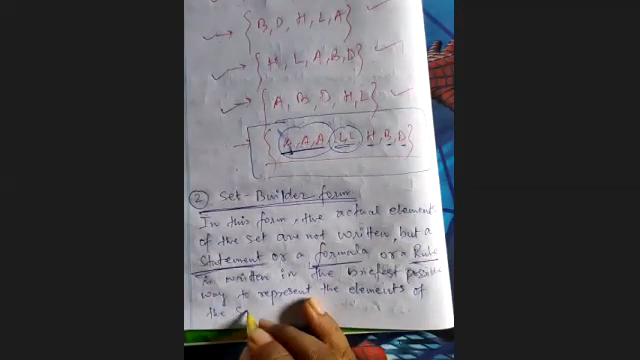 {B, D, H, L, A}
{H, L, A, B, D}
{A, B, D, H, L}
{A, A, A, L, L, H, B, D}
② Set-Builder form
In this form, the actual element
of the set are not written, but a
Statement or a formula or a Rule
is written in the briefest possible
way to represent the elements of
the S